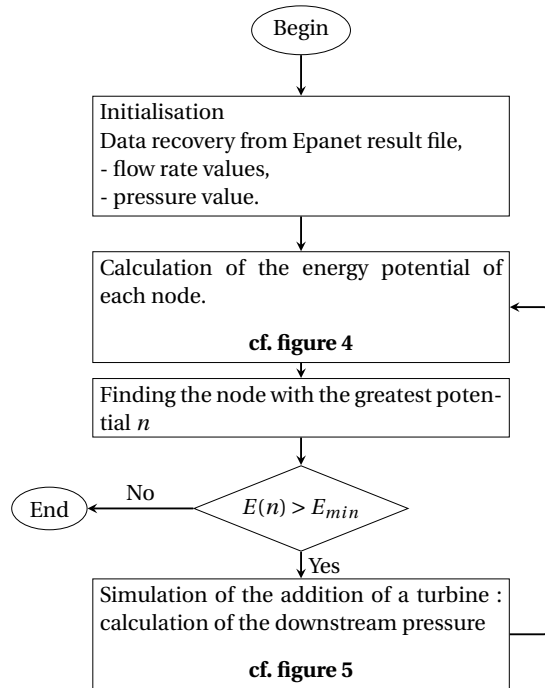 Begin
Initialisation
Data recovery from Epanet result file,
- flow rate values,
- pressure value.
Calculation of the energy potential of
each node.
cf. figure 4
Finding the node with the greatest poten-
tial n
E(n) > E_min
No
End
Yes
Simulation of the addition of a turbine :
calculation of the downstream pressure
cf. figure 5